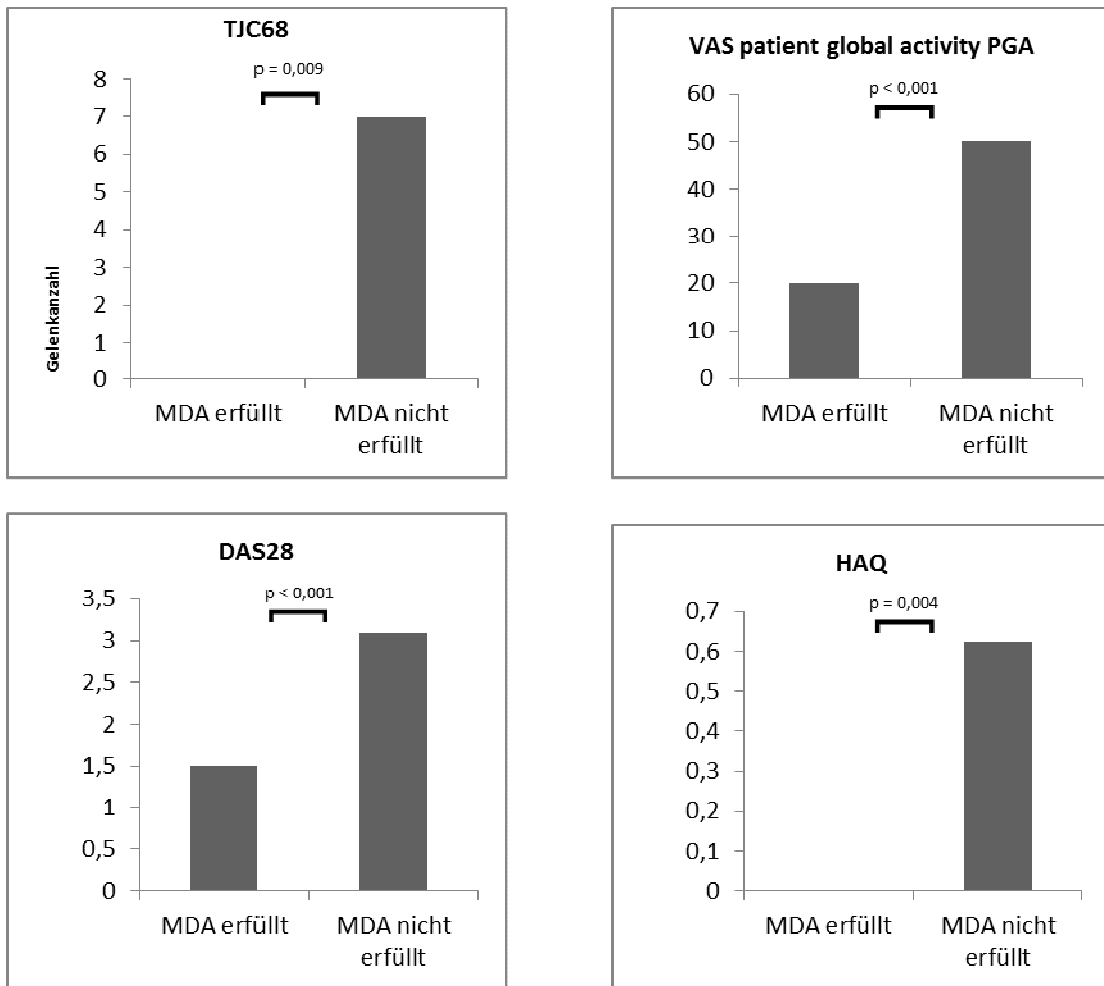 TJC68
p = 0,009
8
7
6
5
4
3
2
1
0
Gelenkanzahl
MDA erfüllt
MDA nicht
erfüllt
VAS patient global activity PGA
p < 0,001
60
50
40
30
20
10
0
MDA erfüllt
MDA nicht
erfüllt
DAS28
p < 0,001
3,5
3
2,5
2
1,5
1
0,5
0
MDA erfüllt
MDA nicht
erfüllt
HAQ
p = 0,004
0,7
0,6
0,5
0,4
0,3
0,2
0,1
0
MDA erfüllt
MDA nicht
erfüllt